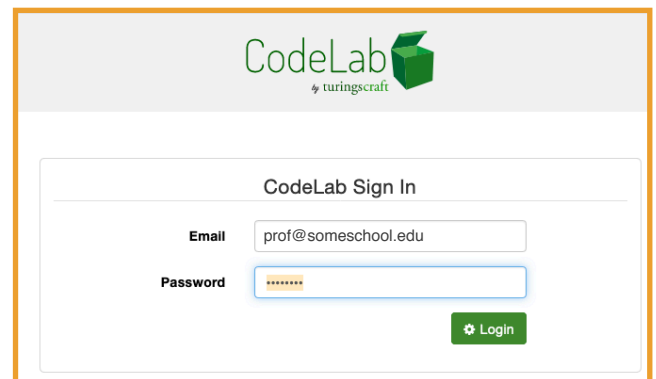 CodeLab
by turingscraft
CodeLab Sign In
Email prof@someschool.edu
Password ••••••••
Login